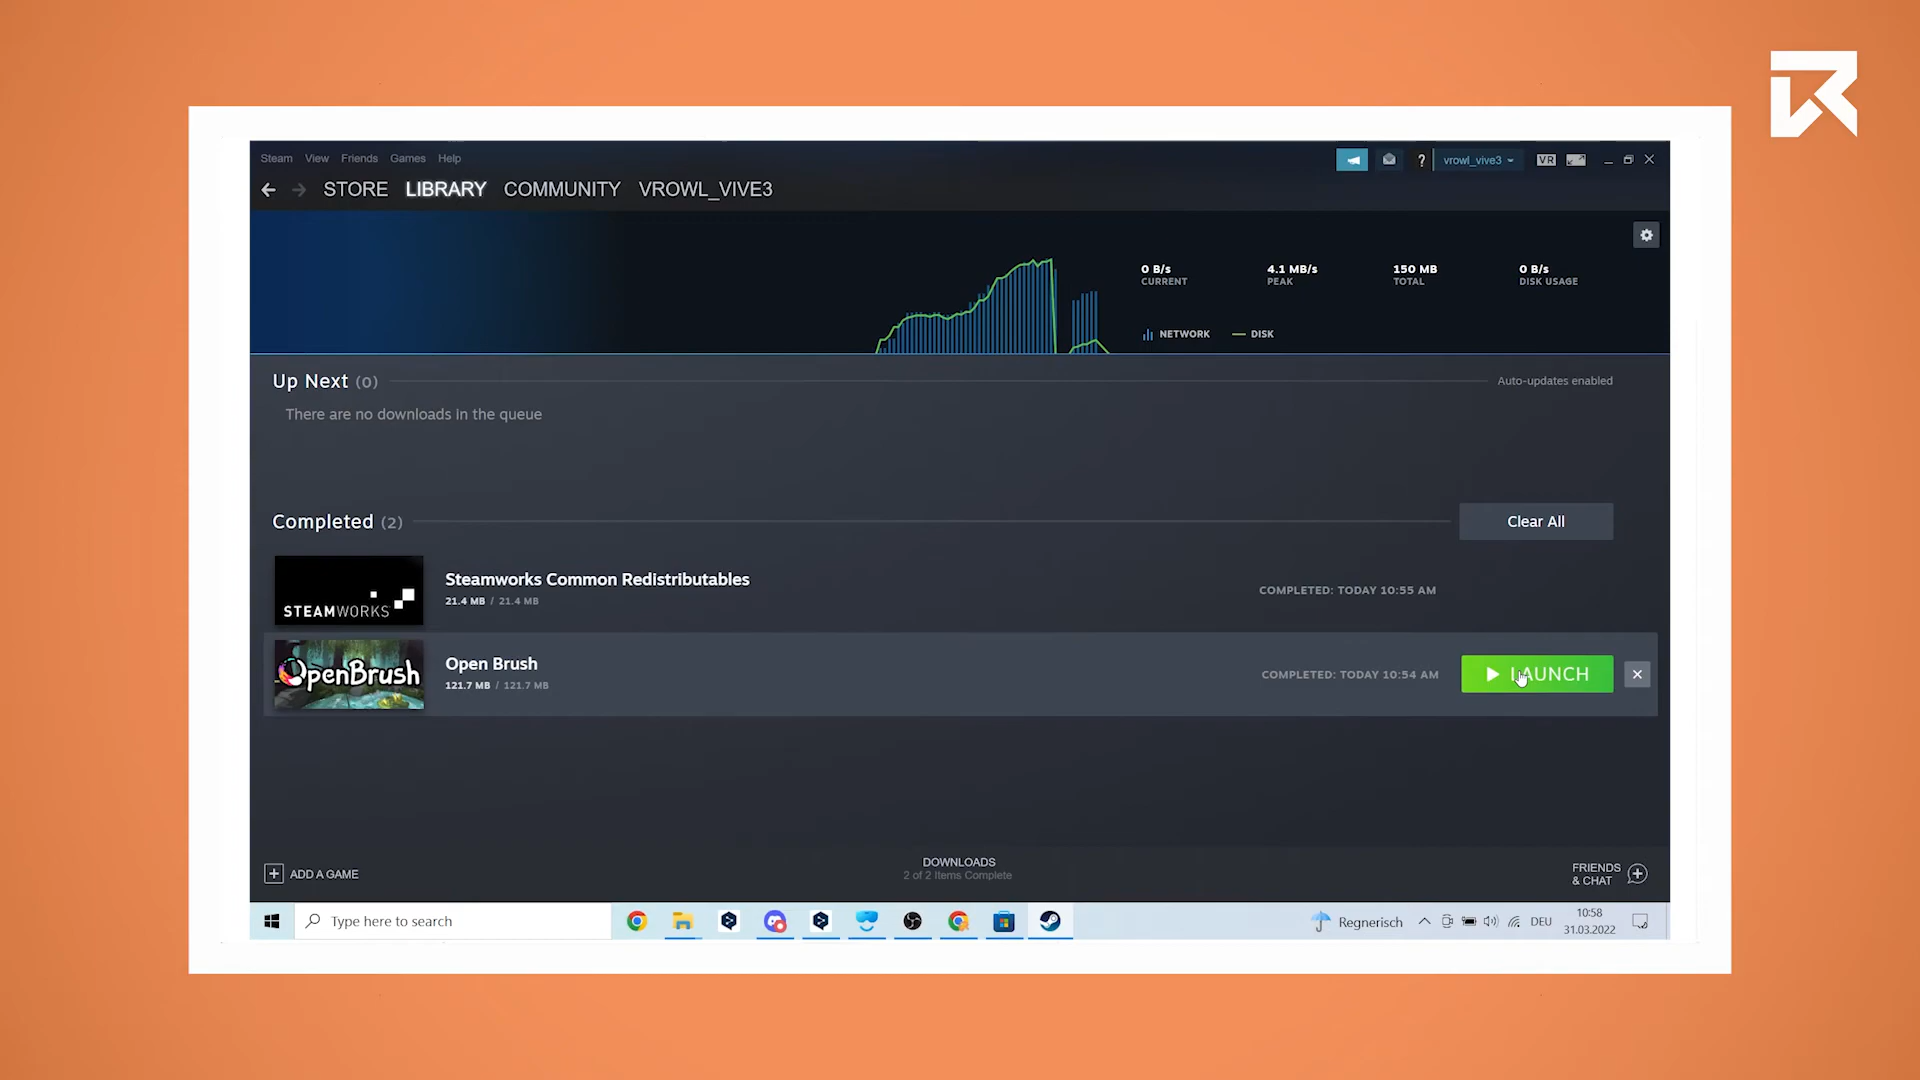 Steam View Friends Games Help
vrowl_vive3
VR
STORE LIBRARY COMMUNITY VROWL_VIVE3
0 B/s 4.1 MB/s 150 MB 0 B/s
CURRENT PEAK TOTAL DISK USAGE
NETWORK DISK
Up Next (0) Auto-updates enabled
There are no downloads in the queue
Completed (2) Clear All
Steamworks Common Redistributables
21.4 MB / 21.4 MB
COMPLETED: TODAY 10:55 AM
STEAMWORKS
Open Brush
121.7 MB / 121.7 MB
COMPLETED: TODAY 10:54 AM
LAUNCH
OpenBrush
DOWNLOADS
2 of 2 Items Complete
ADD A GAME
FRIENDS
& CHAT
Type here to search
Regnerisch
DEU
10:58
31.03.2022